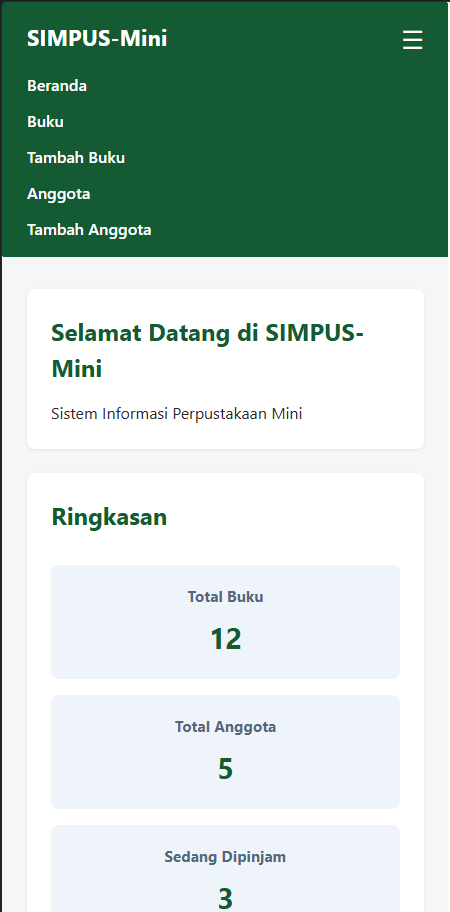 SIMPUS-Mini
Beranda
Buku
Tambah Buku
Anggota
Tambah Anggota
Selamat Datang di SIMPUS-
Mini
Sistem Informasi Perpustakaan Mini
Ringkasan
Total Buku
12
Total Anggota
5
Sedang Dipinjam
3